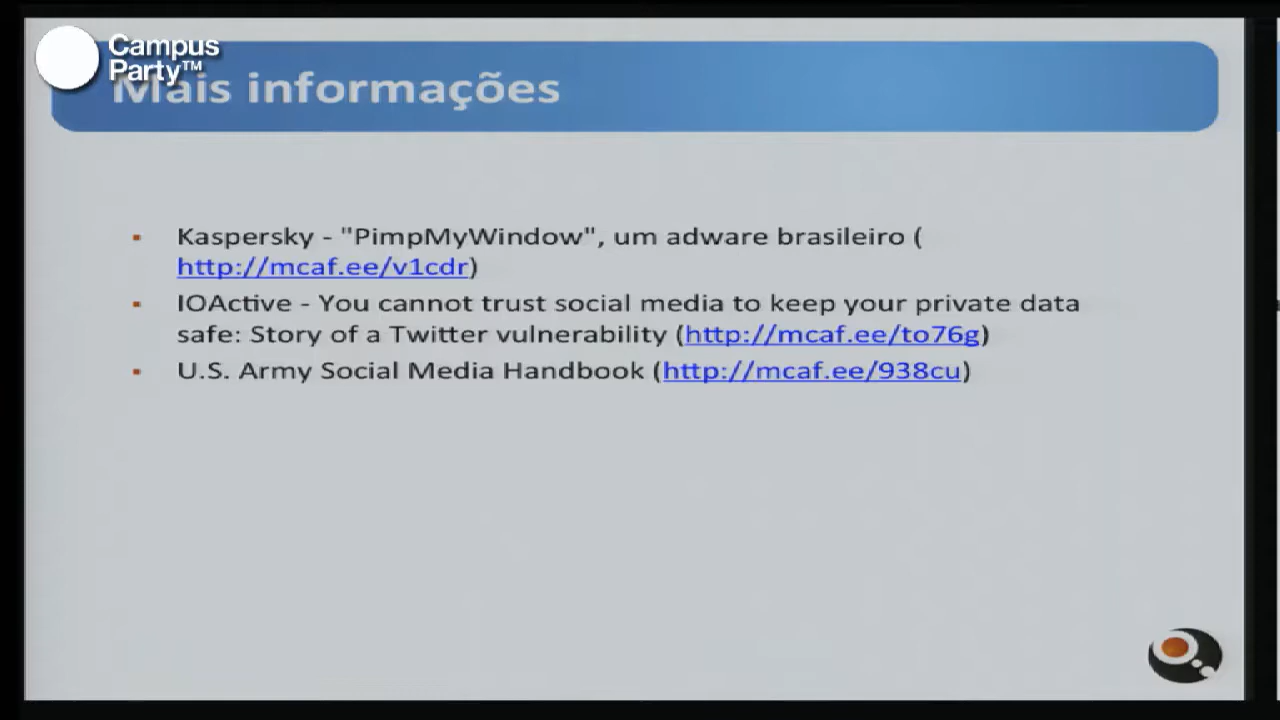 Campus
Party™
Mais informações
▪ Kaspersky - "PimpMyWindow", um adware brasileiro (
http://mcaf.ee/v1cdr)
▪ IOActive - You cannot trust social media to keep your private data
safe: Story of a Twitter vulnerability (http://mcaf.ee/to76g)
▪ U.S. Army Social Media Handbook (http://mcaf.ee/938cu)